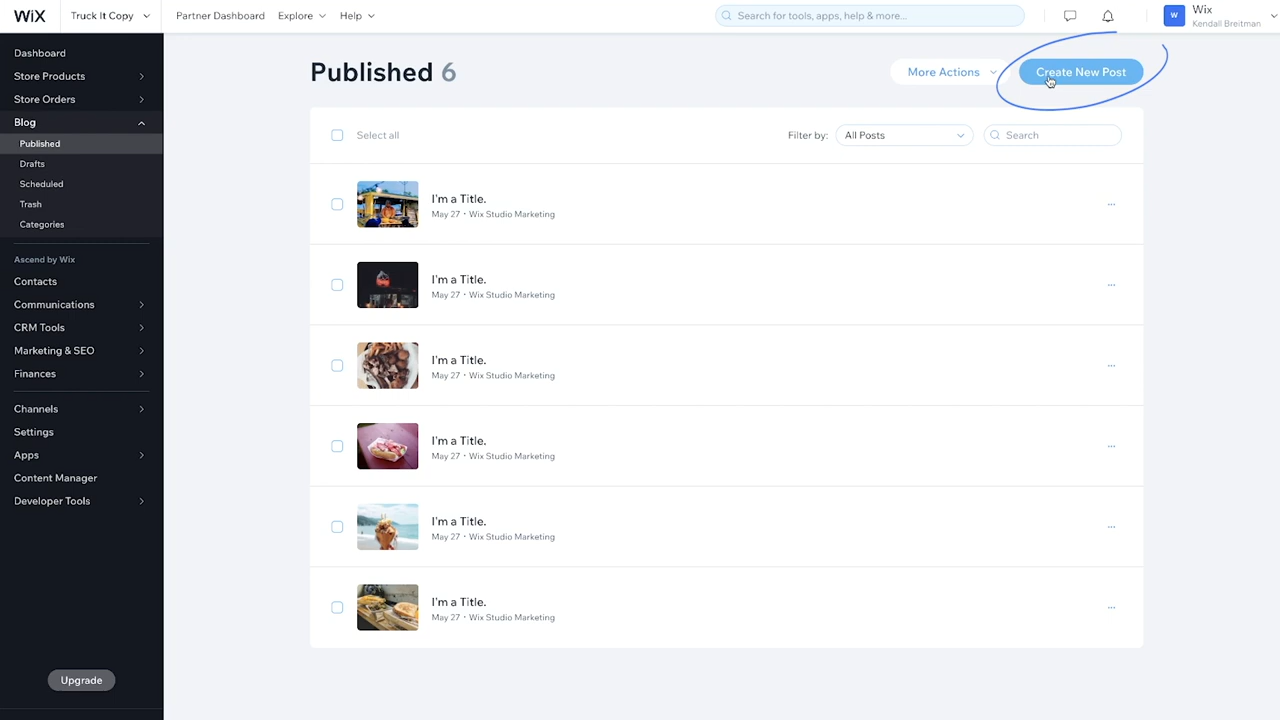 WiX
Truck It Copy
Partner Dashboard
Explore
Help
Search for tools, apps, help & more...
W
Wix
Kendall Breitman
Dashboard
Store Products
Store Orders
Blog
Published
Drafts
Scheduled
Trash
Categories
Ascend by Wix
Contacts
Communications
CRM Tools
Marketing & SEO
Finances
Channels
Settings
Apps
Content Manager
Developer Tools
Upgrade
Published 6
More Actions
Create New Post
Select all
Filter by:
All Posts
Search
I'm a Title.
May 27 · Wix Studio Marketing
I'm a Title.
May 27 · Wix Studio Marketing
I'm a Title.
May 27 · Wix Studio Marketing
I'm a Title.
May 27 · Wix Studio Marketing
I'm a Title.
May 27 · Wix Studio Marketing
I'm a Title.
May 27 · Wix Studio Marketing